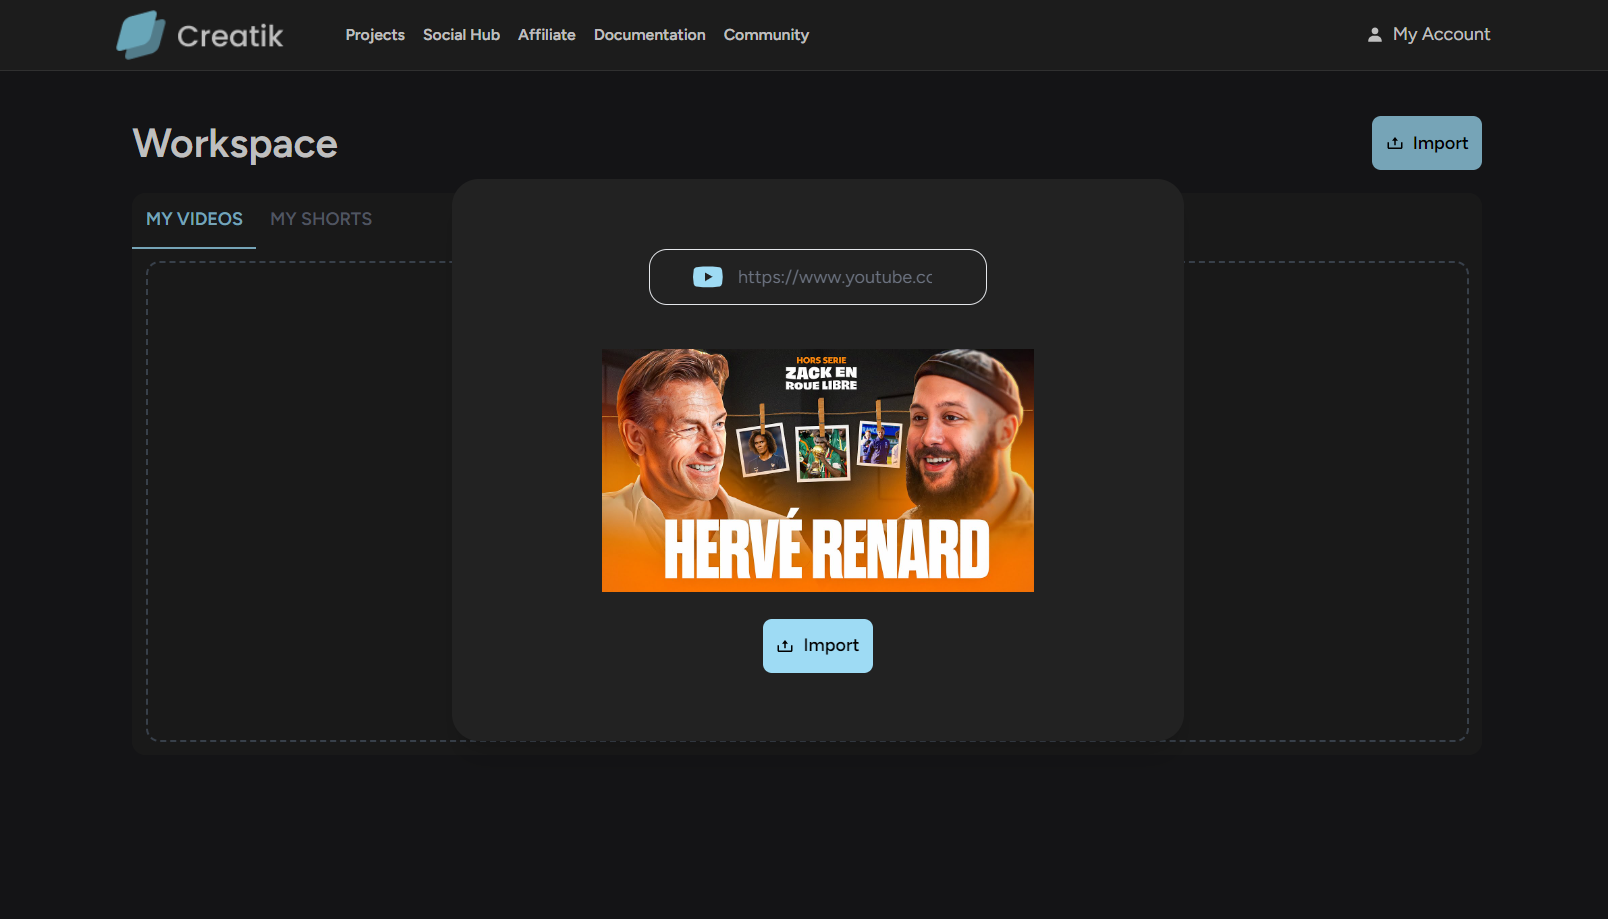 Creatik
Projects
Social Hub
Affiliate
Documentation
Community
My Account
Workspace
Import
MY VIDEOS
MY SHORTS
https://www.youtube.cc
HORS SERIE
ZACK EN
ROUE LIBRE
HERVÉ RENARD
Import